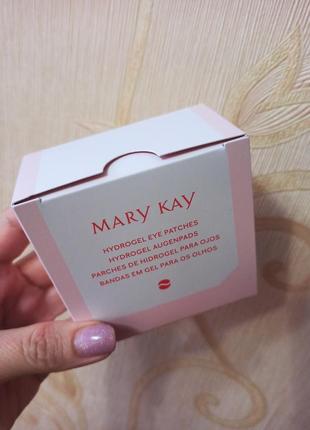 MARY KAY
HYDROGEL EYE PATCHES
HYDROGEL AUGENPADS
PARCHES DE HIDROGEL PARA OJOS
BANDAS EM GEL PARA OS OLHOS